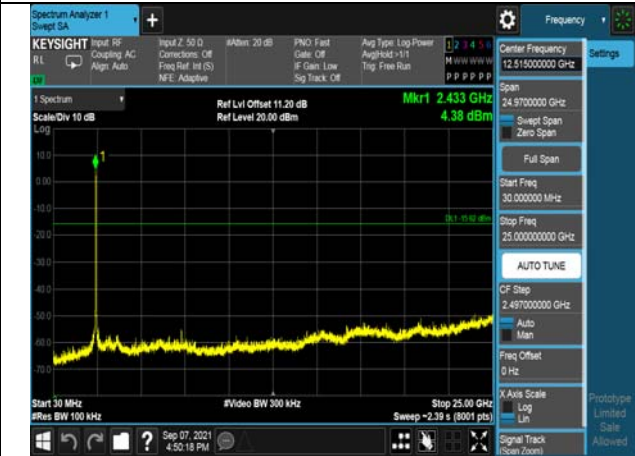 Spectrum Analyzer 1
Swept SA
Frequency
KEYSIGHT
RL
Input: RF
Coupling: AC
Align: Auto
Input Z: 50 Ω
Corrections: Off
Freq Ref: Int (S)
NFE: Adaptive
#Atten: 20 dB
PNO: Fast
Gate: Off
IF Gain: Low
Sig Track: Off
Avg Type: Log-Power
Avg|Hold:>1/1
Trig: Free Run
1 2 3 4 5 6
M W W W W W
P P P P P P
1 Spectrum
Scale/Div 10 dB
Log
Ref Lvl Offset 11.20 dB
Ref Level 20.00 dBm
Mkr1 2.433 GHz
4.38 dBm
10.0
0.00
-10.0
-20.0
-40.0
-50.0
-60.0
-70.0
1
DL1 -15.62 dBm
Start 30 MHz
#Res BW 100 kHz
#Video BW 300 kHz
Stop 25.00 GHz
Sweep ~2.39 s (8001 pts)
Sep 07, 2021
4:50:18 PM
Center Frequency
12.515000000 GHz
Settings
Span
24.9700000 GHz
Swept Span
Zero Span
Full Span
Start Freq
30.000000 MHz
Stop Freq
25.000000000 GHz
AUTO TUNE
CF Step
2.497000000 GHz
Auto
Man
Freq Offset
0 Hz
X Axis Scale
Log
Lin
Signal Track
(Span Zoom)
Prototype
Limited
Sale
Allowed